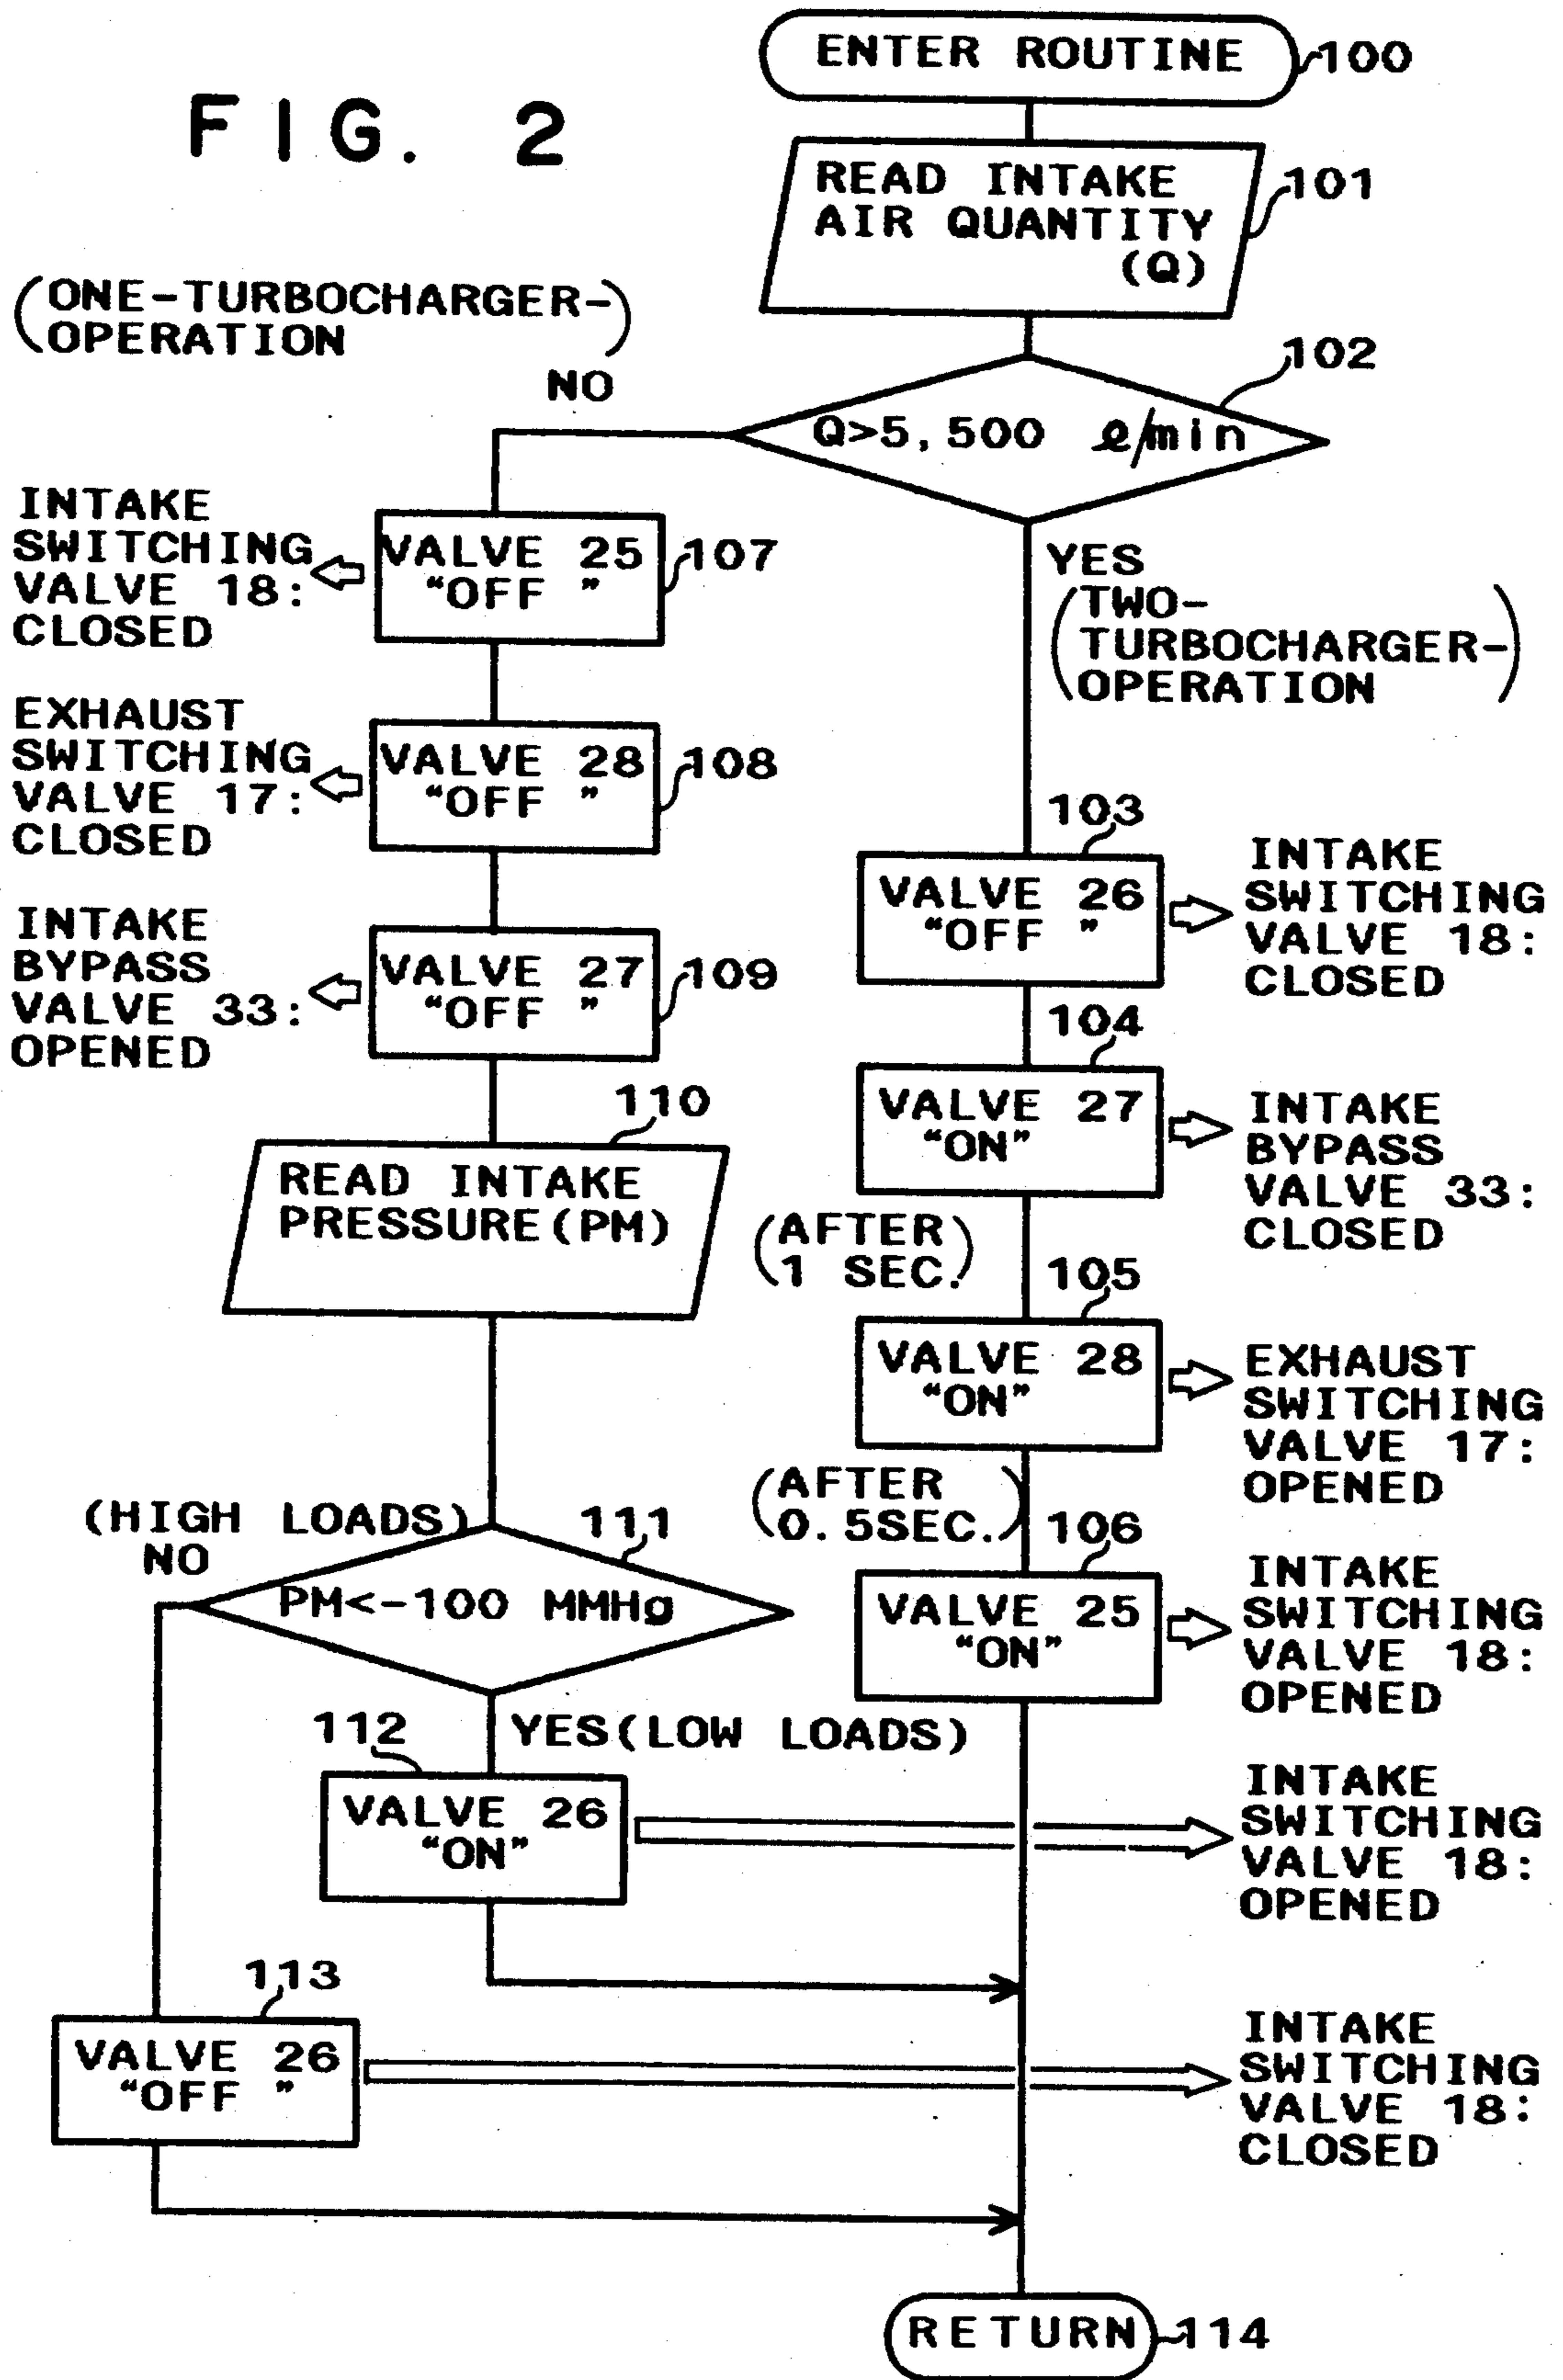 FIG. 2
ENTER ROUTINE
100
READ INTAKE
AIR QUANTITY
(Q)
101
(ONE-TURBOCHARGER-
OPERATION)
NO
102
Q>5,500 ℓ/min
YES
(TWO-
TURBOCHARGER-
OPERATION)
INTAKE
SWITCHING
VALVE 18:
CLOSED
VALVE 25
“OFF ”
107
EXHAUST
SWITCHING
VALVE 17:
CLOSED
VALVE 28
“OFF ”
108
INTAKE
BYPASS
VALVE 33:
OPENED
VALVE 27
“OFF ”
109
103
VALVE 26
“OFF ”
INTAKE
SWITCHING
VALVE 18:
CLOSED
104
VALVE 27
“ON”
INTAKE
BYPASS
VALVE 33:
CLOSED
110
READ INTAKE
PRESSURE(PM)
(AFTER
1 SEC.)
105
VALVE 28
“ON”
EXHAUST
SWITCHING
VALVE 17:
OPENED
(AFTER
0.5SEC.)
106
VALVE 25
“ON”
INTAKE
SWITCHING
VALVE 18:
OPENED
(HIGH LOADS)
NO
111
PM<-100 MMHg
YES(LOW LOADS)
112
VALVE 26
“ON”
INTAKE
SWITCHING
VALVE 18:
OPENED
113
VALVE 26
“OFF ”
INTAKE
SWITCHING
VALVE 18:
CLOSED
RETURN
114